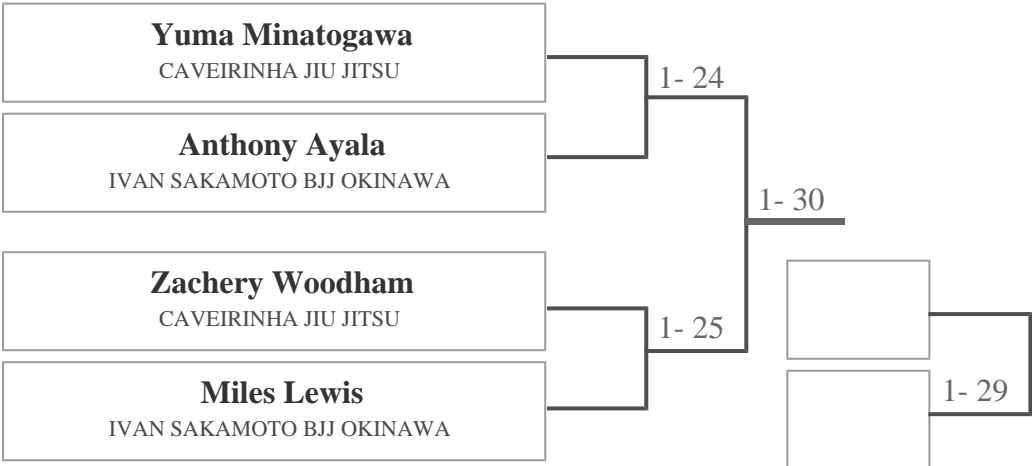 Yuma Minatogawa
CAVEIRINHA JIU JITSU
1- 24
Anthony Ayala
IVAN SAKAMOTO BJJ OKINAWA
1- 30
Zachery Woodham
CAVEIRINHA JIU JITSU
1- 25
Miles Lewis
IVAN SAKAMOTO BJJ OKINAWA
1- 29